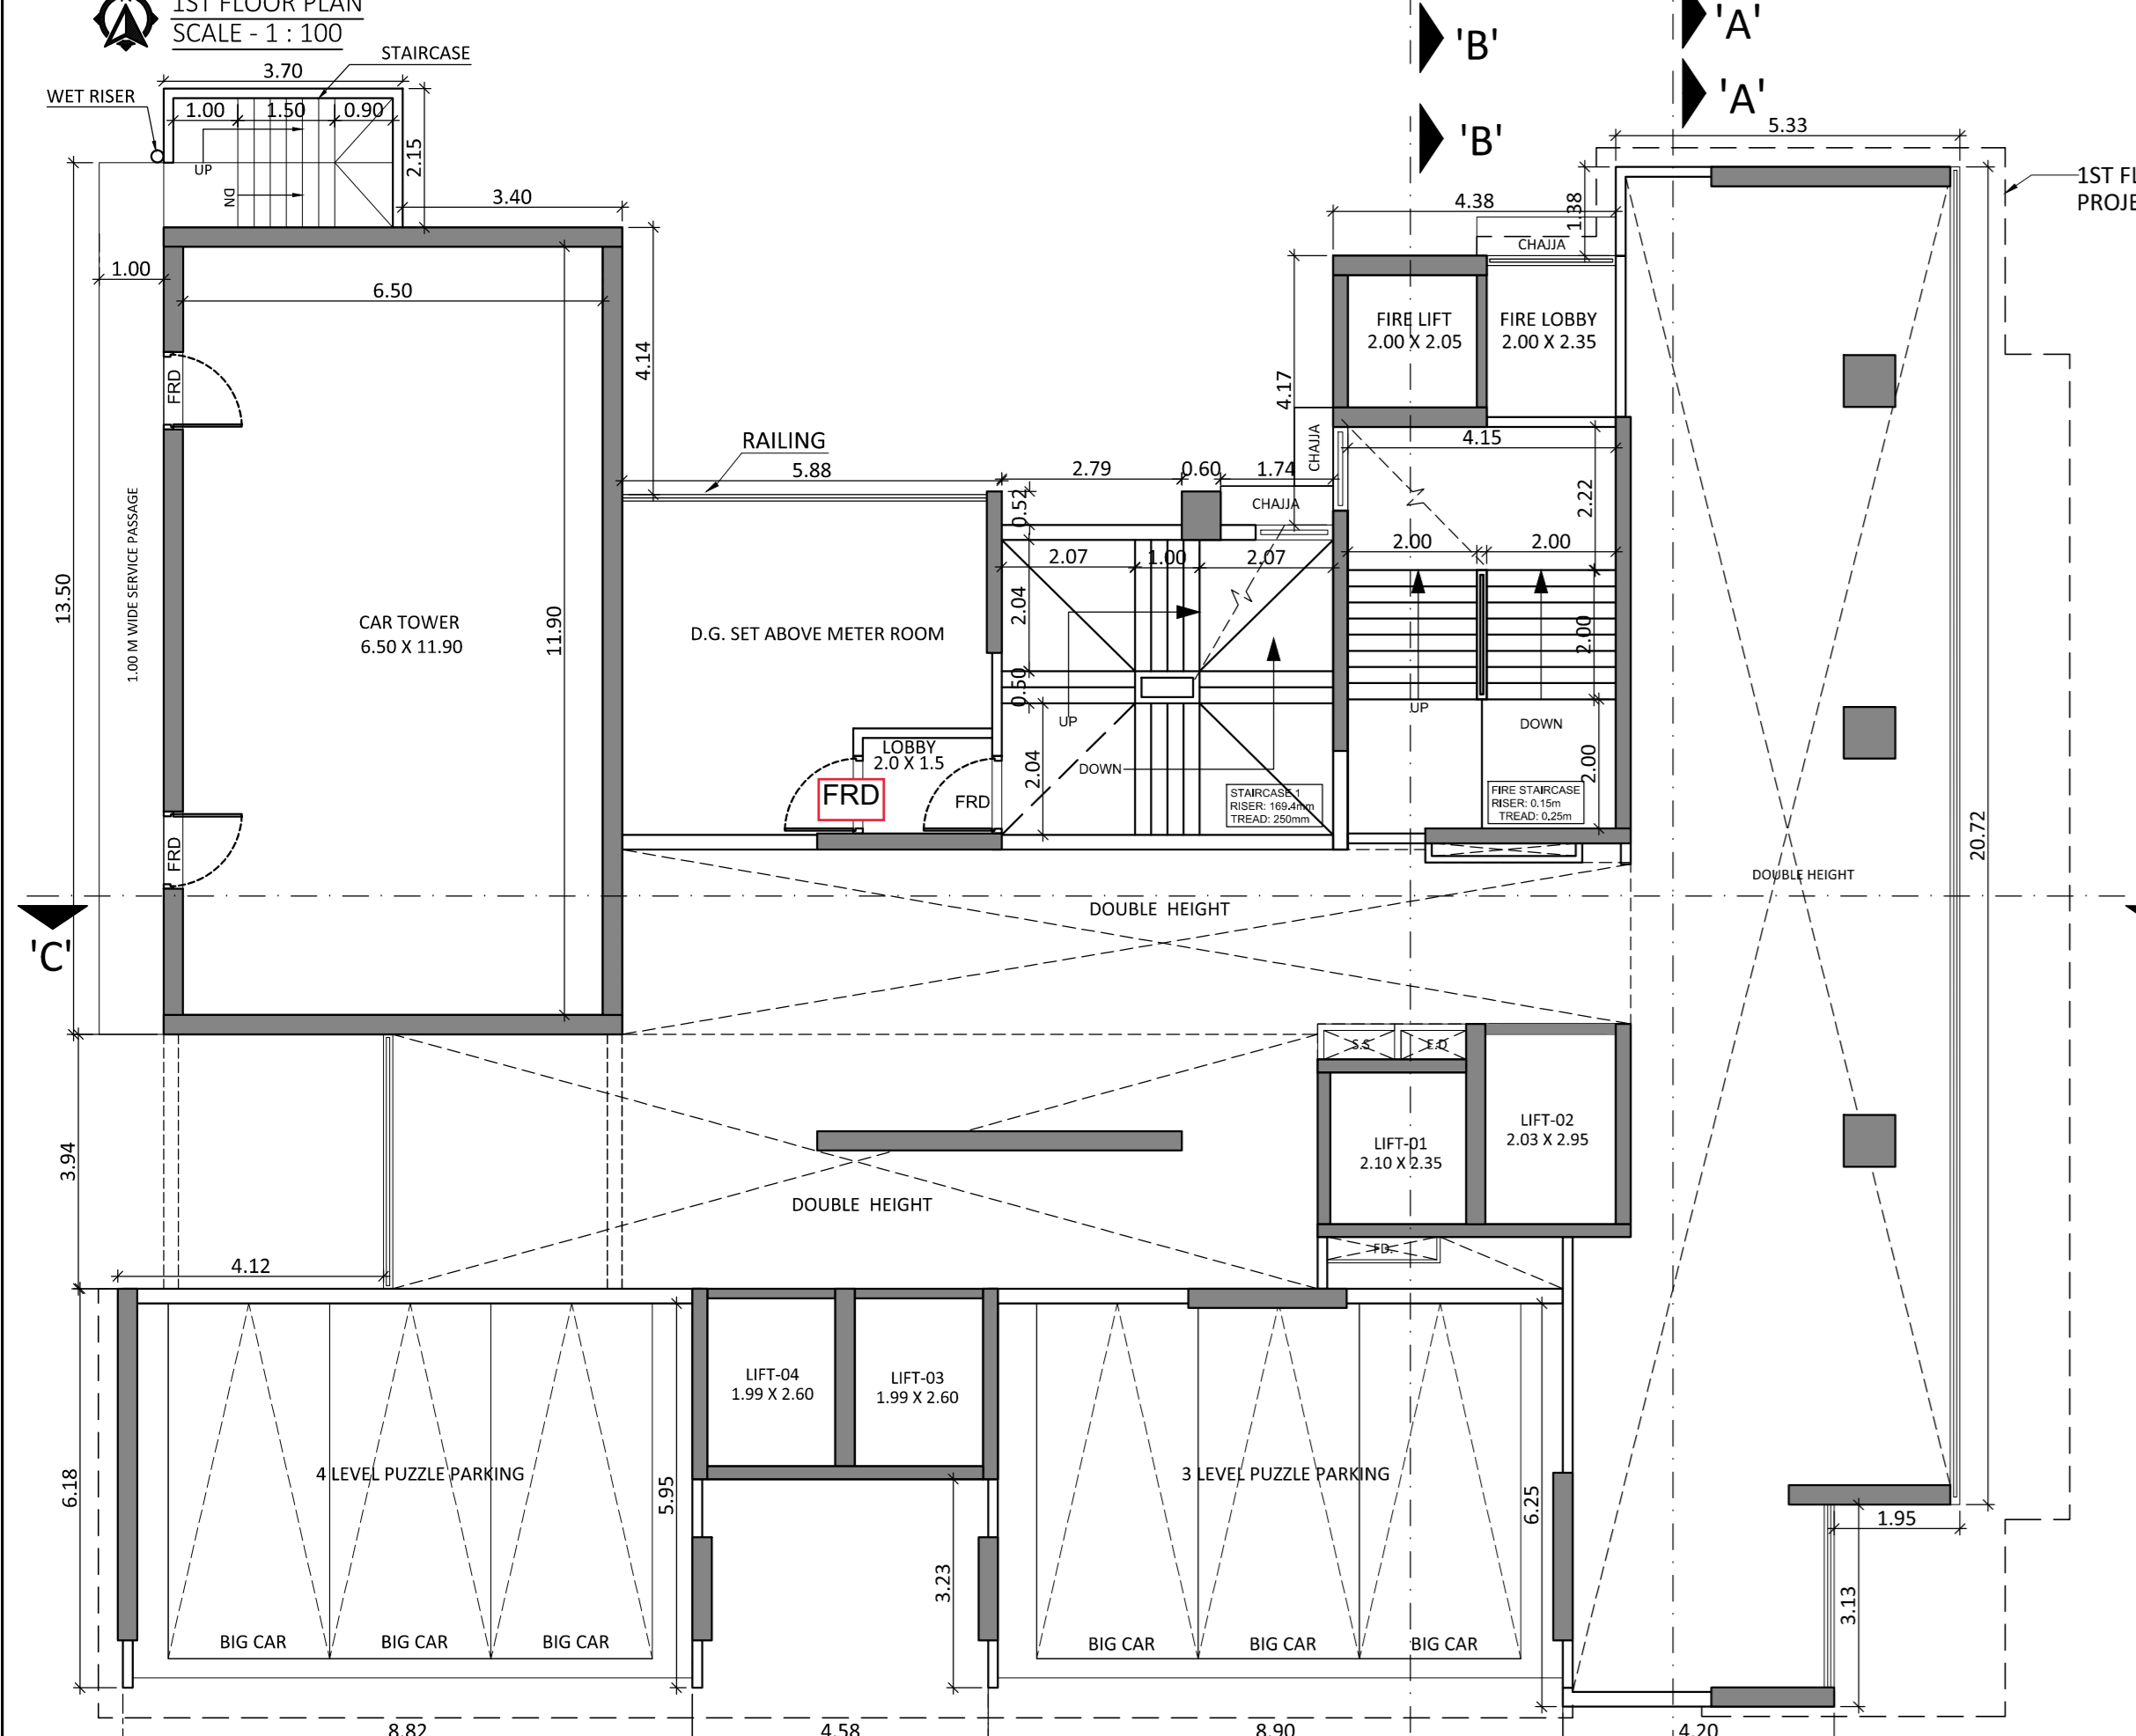 1ST FLOOR PLAN
SCALE - 1 : 100
'B'
'A'
'A'
'B'
STAIRCASE
3.70
WET RISER
1.00
1.50
0.90
UP
DN
2.15
3.40
5.33
4.38
1.38
CHAJJA
1.00
6.50
4.14
FIRE LIFT
2.00 X 2.05
FIRE LOBBY
2.00 X 2.35
4.17
FRD
RAILING
5.88
2.79
0.60
1.74
CHAJJA
CHAJJA
4.15
0.52
2.22
2.07
1.00
2.07
2.00
2.00
13.50
1.00 M WIDE SERVICE PASSAGE
CAR TOWER
6.50 X 11.90
11.90
D.G. SET ABOVE METER ROOM
2.04
0.50
2.00
UP
UP
DOWN
LOBBY
2.0 X 1.5
2.04
DOWN
2.00
FRD
FRD
STAIRCASE 1
RISER: 169.4mm
TREAD: 250mm
FIRE STAIRCASE
RISER: 0.15m
TREAD: 0.25m
FRD
20.72
DOUBLE HEIGHT
DOUBLE HEIGHT
'C'
S.S
E.D
LIFT-01
2.10 X 2.35
LIFT-02
2.03 X 2.95
3.94
DOUBLE HEIGHT
FD.
4.12
LIFT-04
1.99 X 2.60
LIFT-03
1.99 X 2.60
4 LEVEL PUZZLE PARKING
3 LEVEL PUZZLE PARKING
6.18
5.95
6.25
1.95
3.23
3.13
BIG CAR
BIG CAR
BIG CAR
BIG CAR
BIG CAR
BIG CAR
8.82
4.58
8.90
4.20